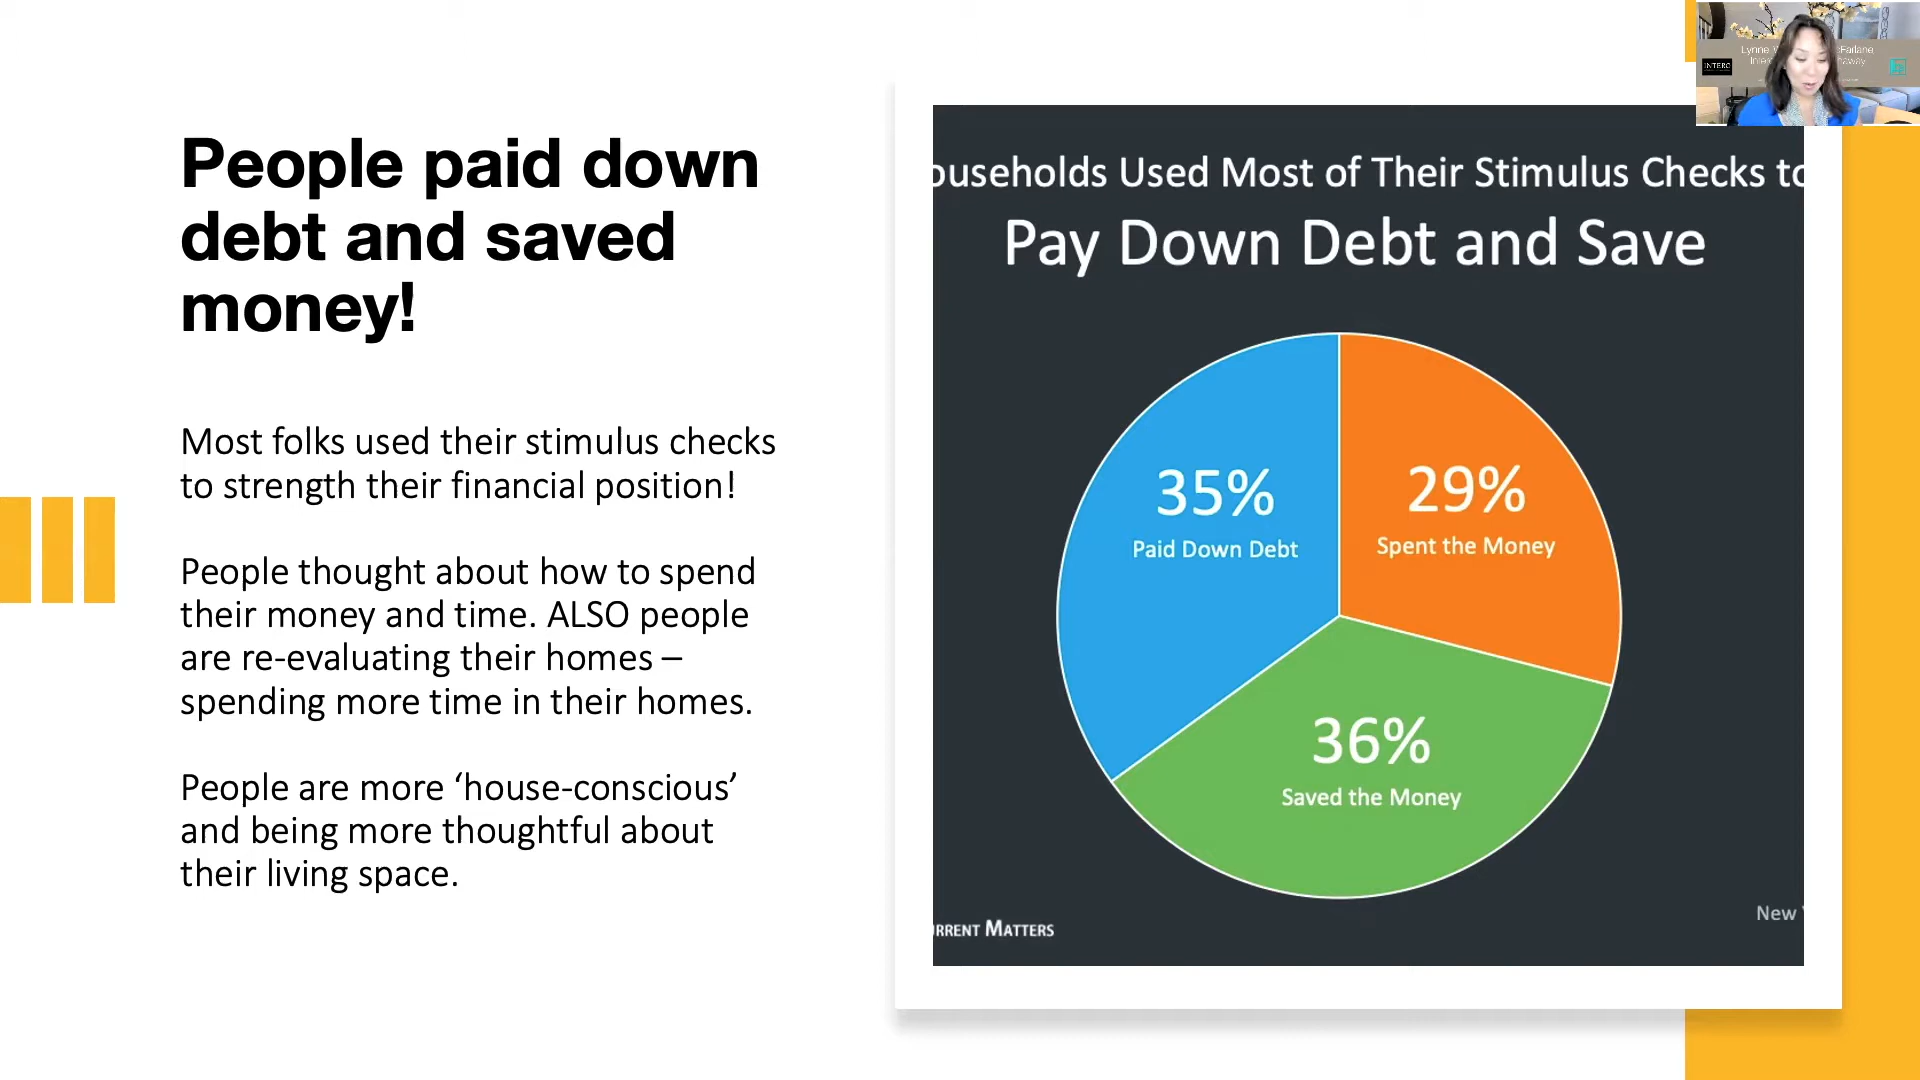 People paid down
debt and saved
money!
Most folks used their stimulus checks
to strength their financial position!
People thought about how to spend
their money and time. ALSO people
are re-evaluating their homes –
spending more time in their homes.
People are more ‘house-conscious’
and being more thoughtful about
their living space.
ouseholds Used Most of Their Stimulus Checks to
Pay Down Debt and Save
35%
Paid Down Debt
29%
Spent the Money
36%
Saved the Money
URRENT MATTERS
New
Lynne
Farlane
INTERO